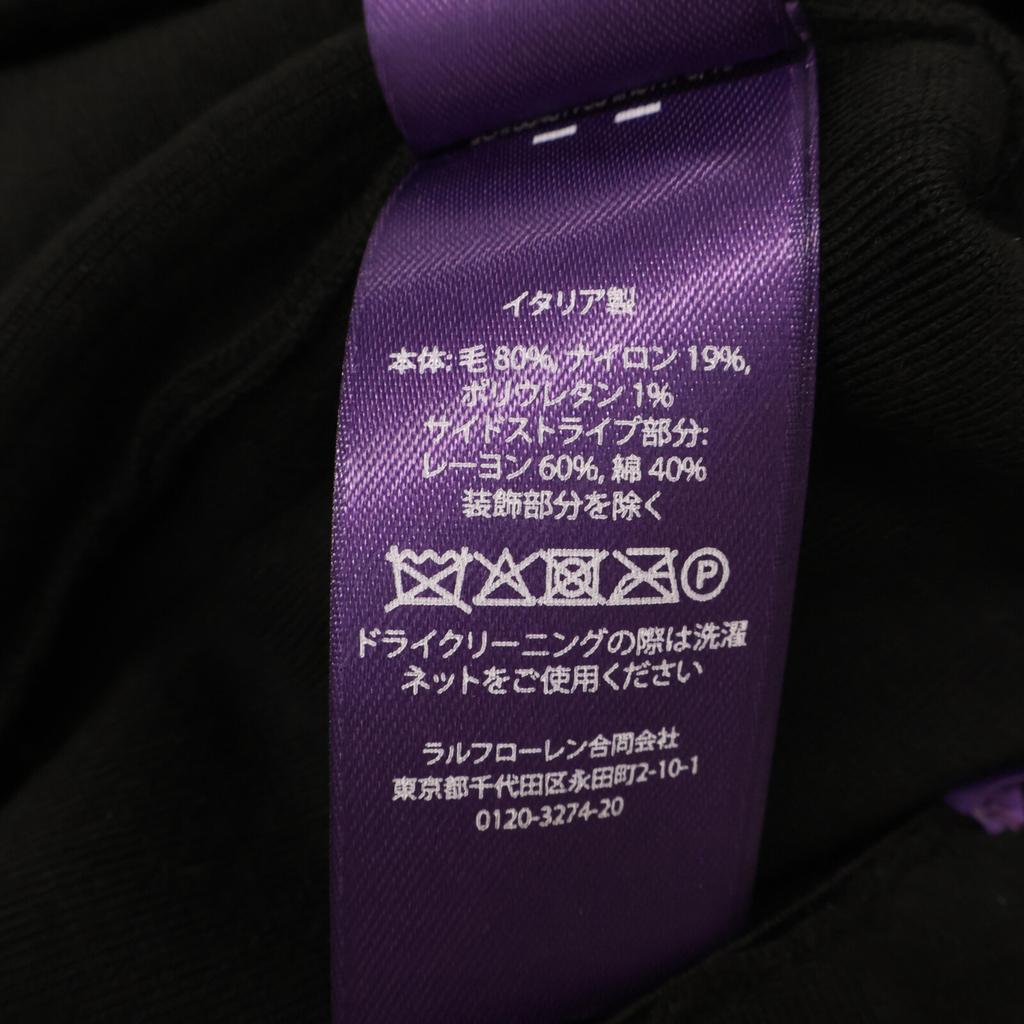 イタリア製
本体: 毛 80%, ナイロン 19%,
ポリウレタン 1%
サイドストライプ部分:
レーヨン 60%, 綿 40%
装飾部分を除く
P
ドライクリーニングの際は洗濯
ネットをご使用ください
ラルフローレン合同会社
東京都千代田区永田町2-10-1
0120-3274-20